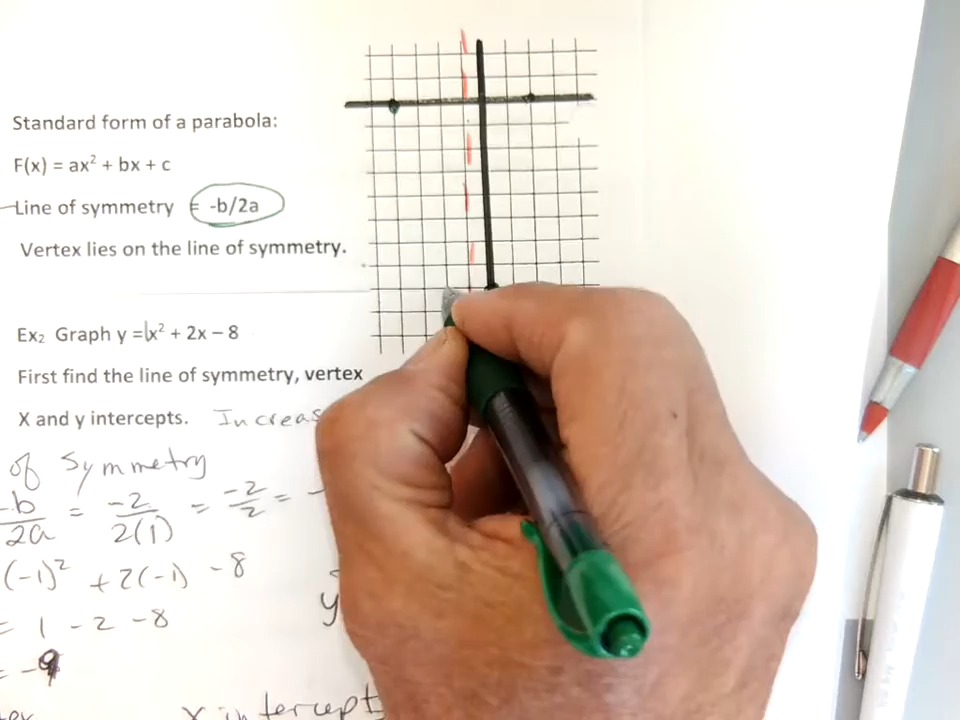 Standard form of a parabola:
F(x) = ax² + bx + c
Line of symmetry = -b/2a
Vertex lies on the line of symmetry.
Ex₂ Graph y = 1x² + 2x – 8
First find the line of symmetry, vertex
X and y intercepts. Increas
of Symmetry
-b/2a = -2/2(1) = -2/2 = -
(-1)² + 2(-1) - 8
= 1 - 2 - 8
= -9
y
x intercept